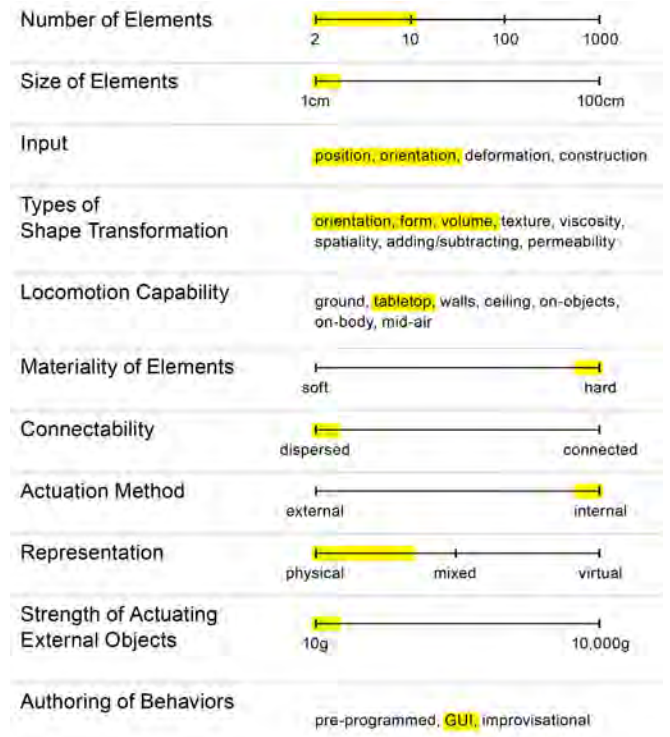 Number of Elements
2 10 100 1000
Size of Elements
1cm 100cm
Input
position, orientation, deformation, construction
Types of
Shape Transformation
orientation, form, volume, texture, viscosity,
spatiality, adding/subtracting, permeability
Locomotion Capability
ground, tabletop, walls, ceiling, on-objects,
on-body, mid-air
Materiality of Elements
soft hard
Connectability
dispersed connected
Actuation Method
external internal
Representation
physical mixed virtual
Strength of Actuating
External Objects
10g 10,000g
Authoring of Behaviors
pre-programmed, GUI, improvisational